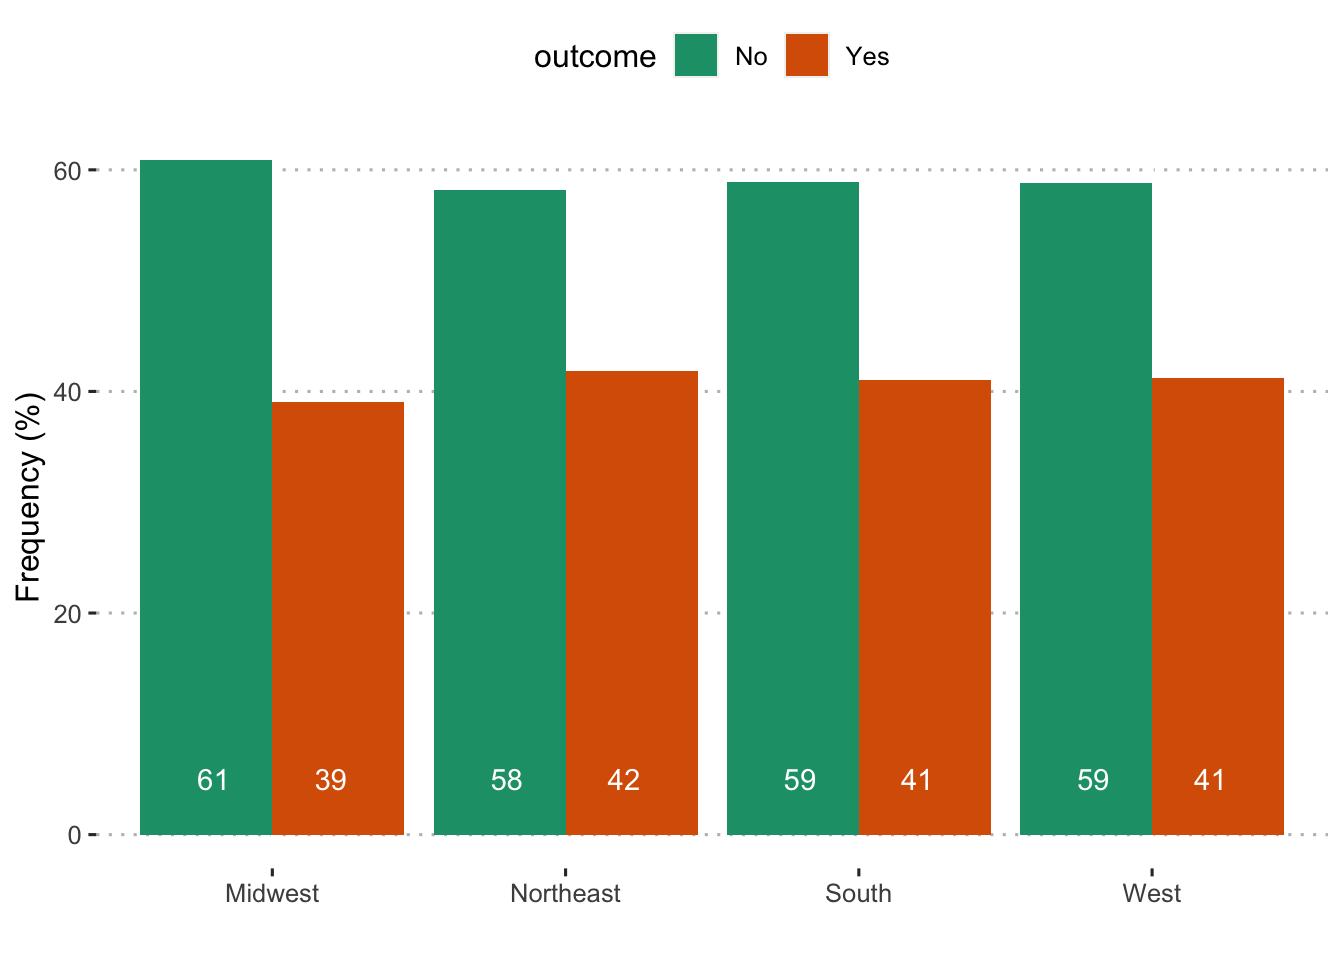 outcome No Yes
60
40
20
0
Frequency (%)
61 39 58 42 59 41 59 41
Midwest Northeast South West